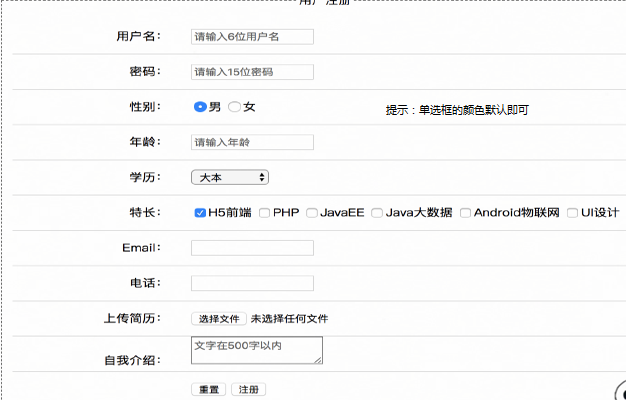 用户注册
用户名： 请输入6位用户名
密码： 请输入15位密码
性别： 男 女 提示：单选框的颜色默认即可
年龄： 请输入年龄
学历： 大本
特长： H5前端 PHP JavaEE Java大数据 Android物联网 UI设计
Email:
电话：
上传简历： 选择文件 未选择任何文件
自我介绍： 文字在500字以内
重置 注册